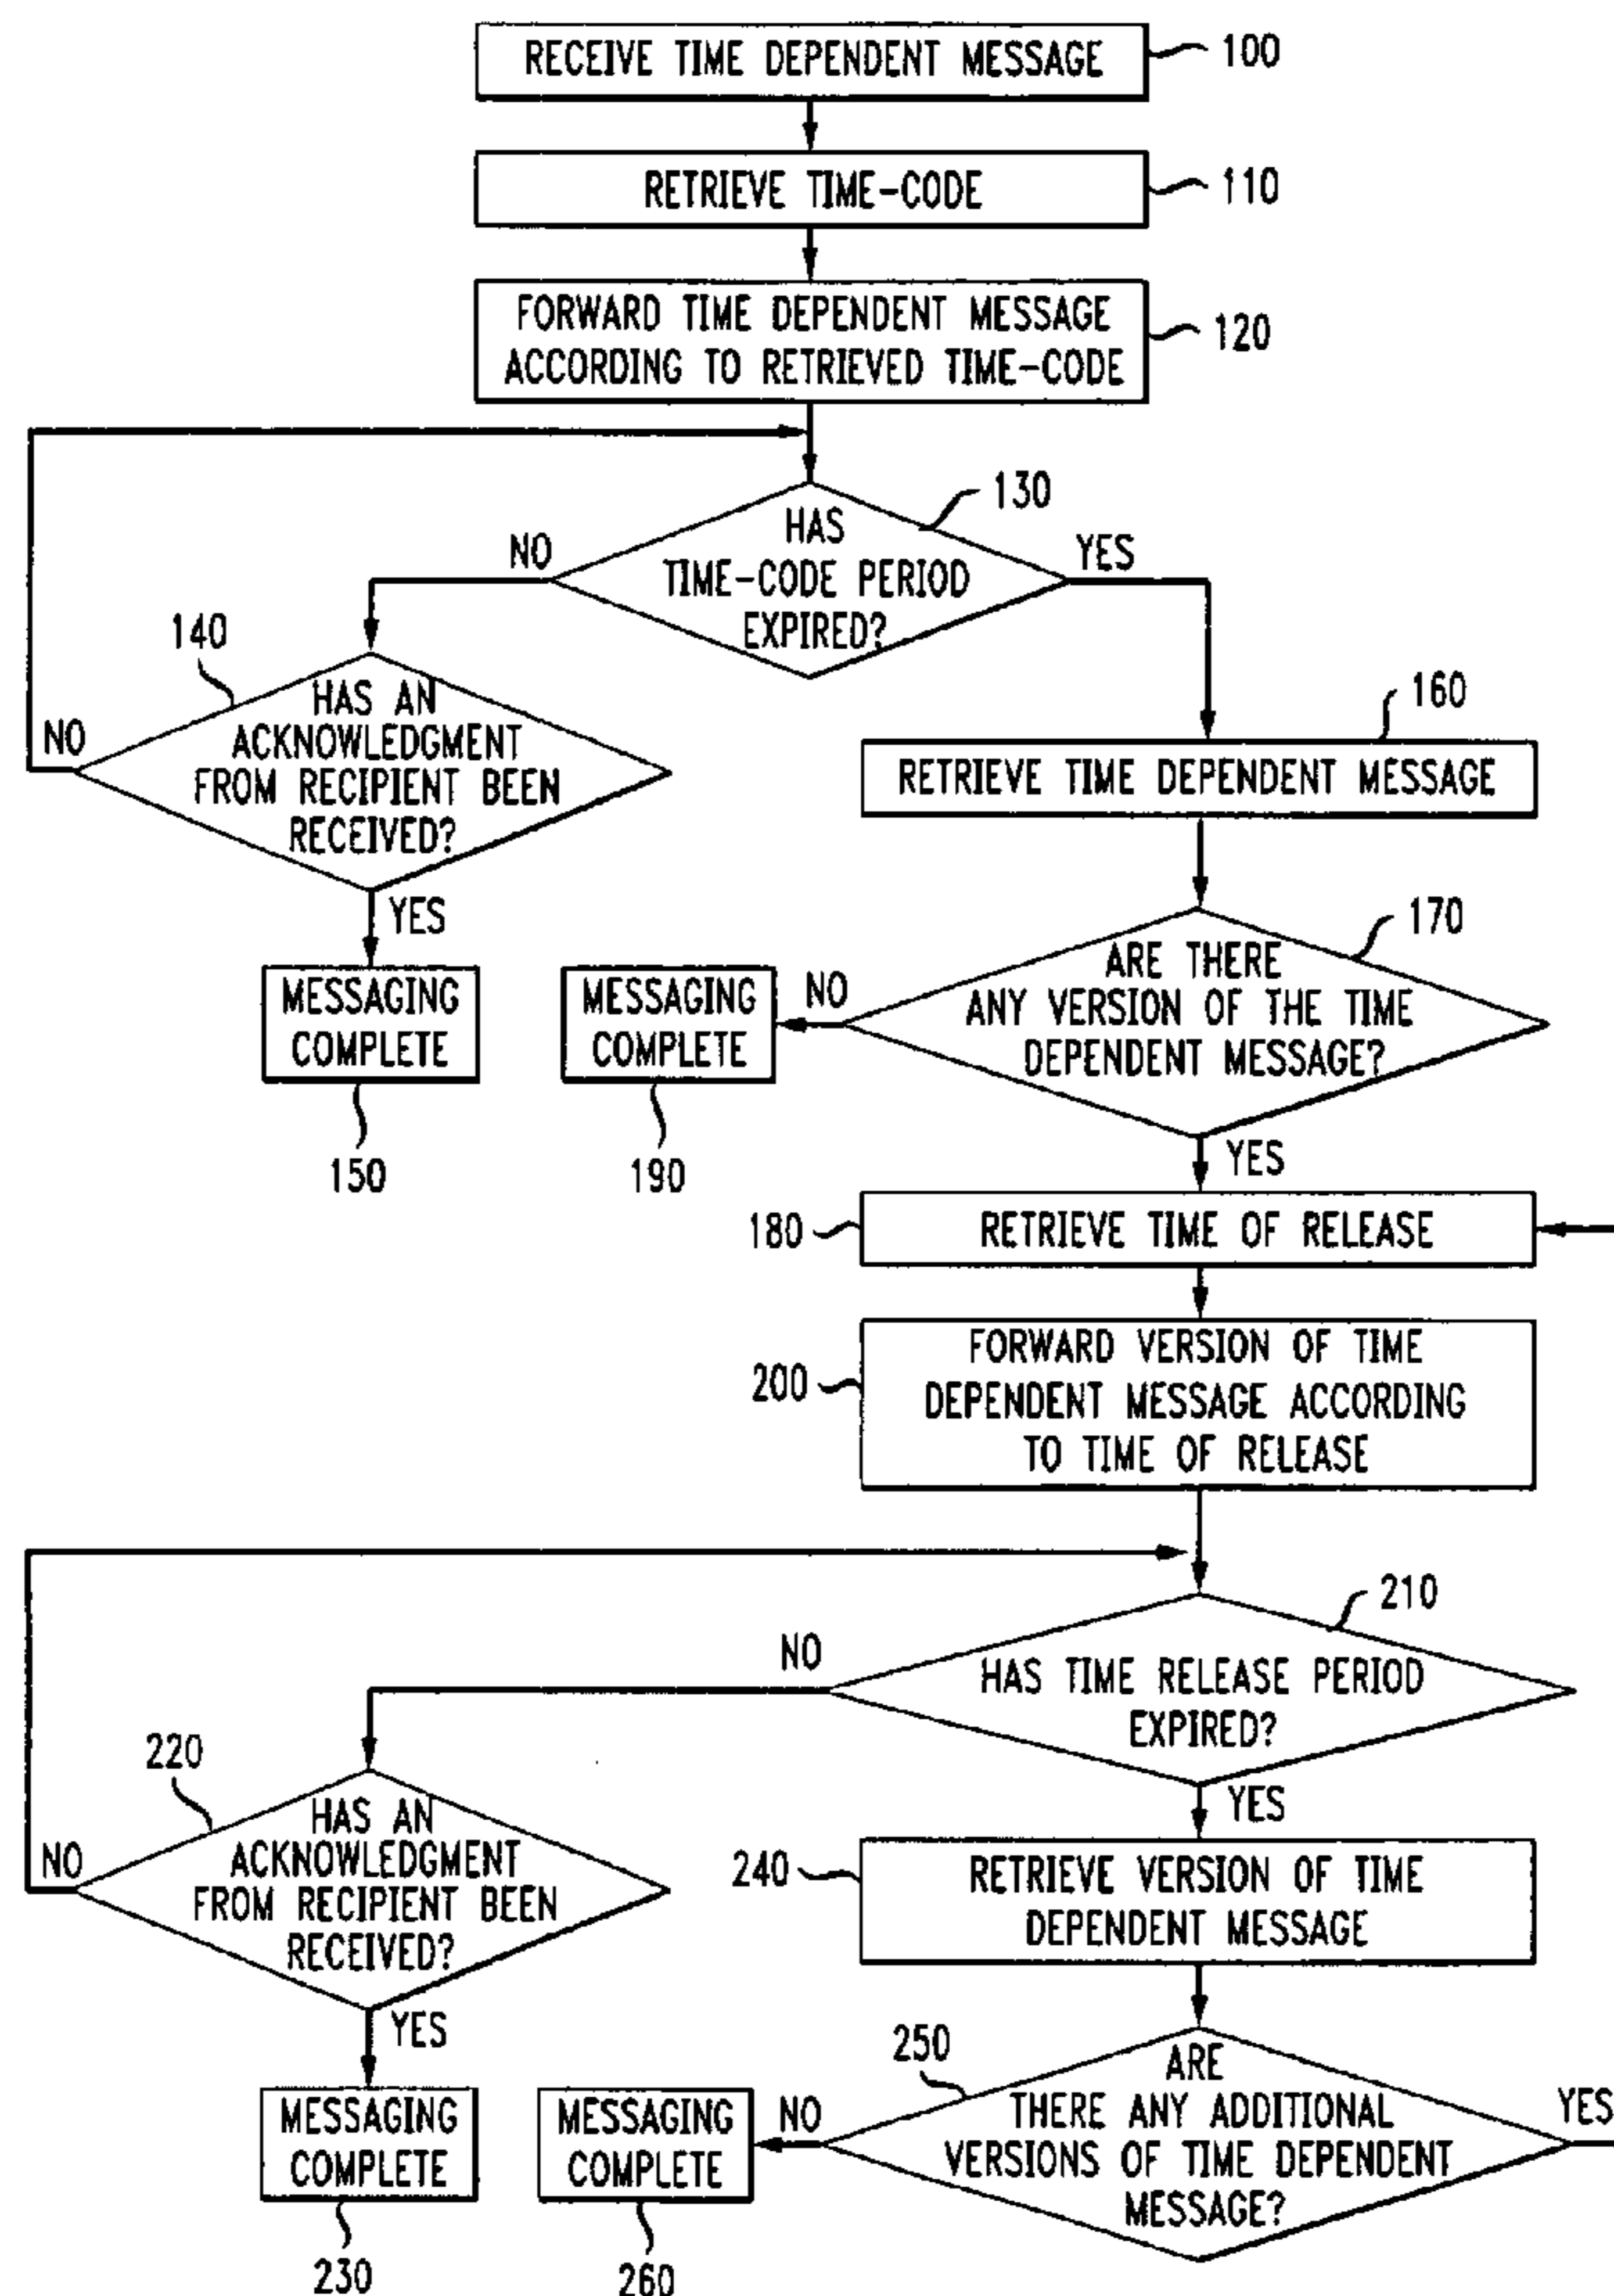 RECEIVE TIME DEPENDENT MESSAGE
100
RETRIEVE TIME-CODE
110
FORWARD TIME DEPENDENT MESSAGE
ACCORDING TO RETRIEVED TIME-CODE
120
130
HAS
TIME-CODE PERIOD
EXPIRED?
NO
YES
140
HAS AN
ACKNOWLEDGMENT
FROM RECIPIENT BEEN
RECEIVED?
NO
YES
MESSAGING
COMPLETE
150
160
RETRIEVE TIME DEPENDENT MESSAGE
170
ARE THERE
ANY VERSION OF THE TIME
DEPENDENT MESSAGE?
NO
MESSAGING
COMPLETE
190
YES
180
RETRIEVE TIME OF RELEASE
200
FORWARD VERSION OF TIME
DEPENDENT MESSAGE ACCORDING
TO TIME OF RELEASE
210
HAS TIME RELEASE PERIOD
EXPIRED?
NO
YES
220
HAS AN
ACKNOWLEDGMENT
FROM RECIPIENT BEEN
RECEIVED?
NO
YES
MESSAGING
COMPLETE
230
240
RETRIEVE VERSION OF TIME
DEPENDENT MESSAGE
250
ARE
THERE ANY ADDITIONAL
VERSIONS OF TIME DEPENDENT
MESSAGE?
YES
NO
MESSAGING
COMPLETE
260